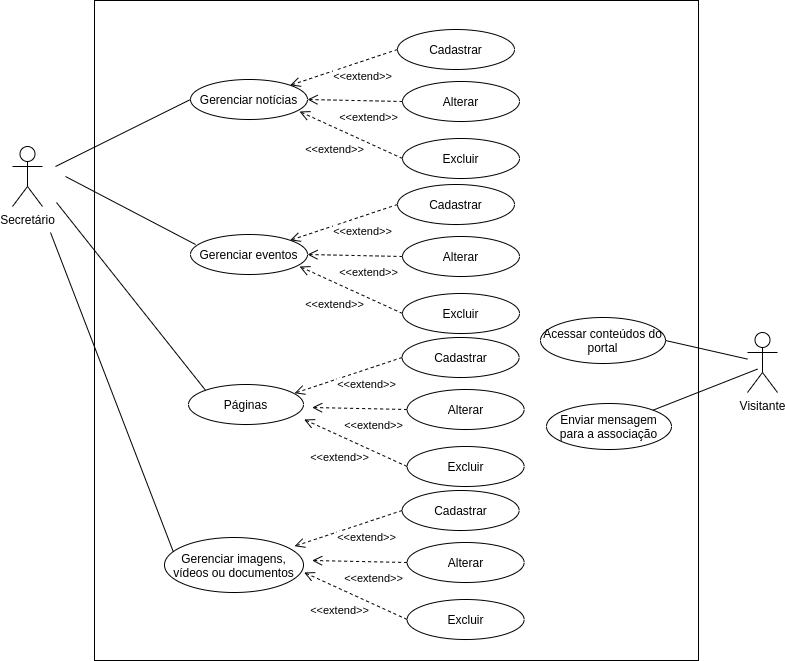 Cadastrar
<<extend>>
Gerenciar notícias
Alterar
<<extend>>
<<extend>>
Excluir
Secretário
Cadastrar
<<extend>>
Gerenciar eventos
Alterar
<<extend>>
<<extend>>
Excluir
Acessar conteúdos do
portal
Cadastrar
<<extend>>
Visitante
Páginas
Alterar
<<extend>>
Enviar mensagem
para a associação
<<extend>>
Excluir
Cadastrar
<<extend>>
Gerenciar imagens,
vídeos ou documentos
Alterar
<<extend>>
<<extend>>
Excluir